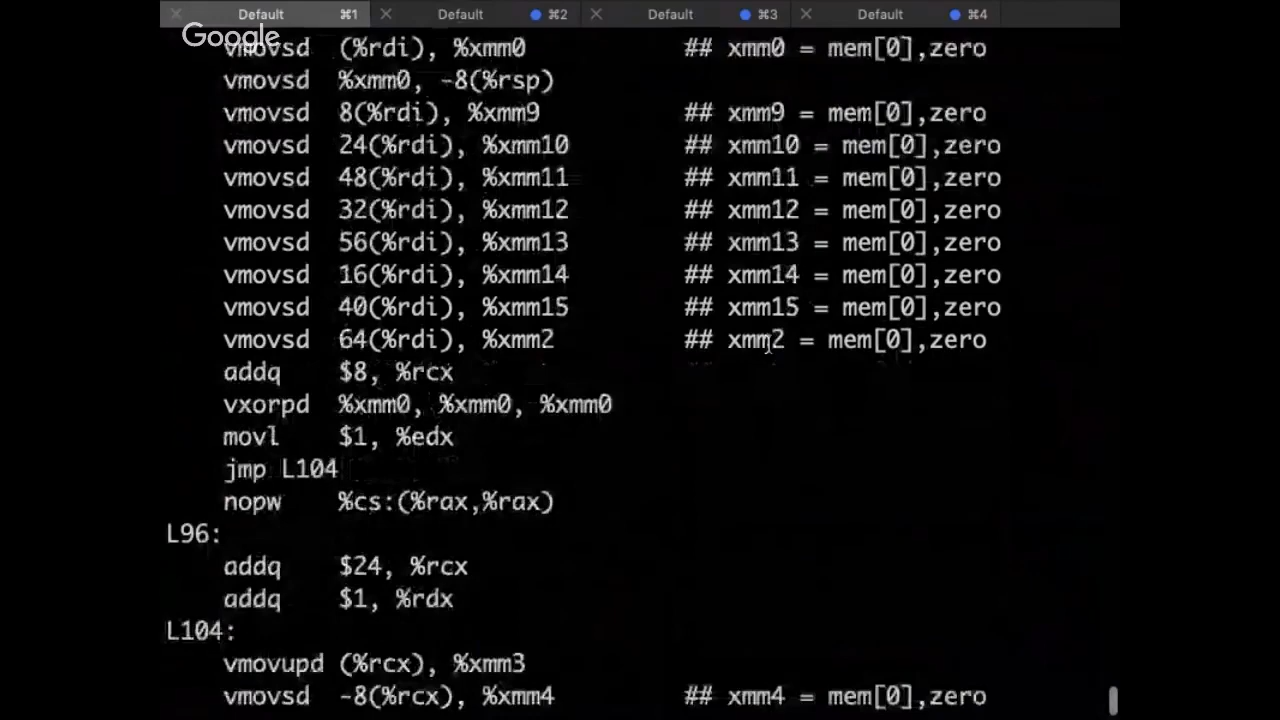 Default ⌘1 Default ⌘2 Default ⌘3 Default ⌘4
Google
vmovsd (%rdi), %xmm0 ## xmm0 = mem[0],zero
vmovsd %xmm0, -8(%rsp)
vmovsd 8(%rdi), %xmm9 ## xmm9 = mem[0],zero
vmovsd 24(%rdi), %xmm10 ## xmm10 = mem[0],zero
vmovsd 48(%rdi), %xmm11 ## xmm11 = mem[0],zero
vmovsd 32(%rdi), %xmm12 ## xmm12 = mem[0],zero
vmovsd 56(%rdi), %xmm13 ## xmm13 = mem[0],zero
vmovsd 16(%rdi), %xmm14 ## xmm14 = mem[0],zero
vmovsd 40(%rdi), %xmm15 ## xmm15 = mem[0],zero
vmovsd 64(%rdi), %xmm2 ## xmm2 = mem[0],zero
addq $8, %rcx
vxorpd %xmm0, %xmm0, %xmm0
movl $1, %edx
jmp L104
nopw %cs:(%rax,%rax)
L96:
addq $24, %rcx
addq $1, %rdx
L104:
vmovupd (%rcx), %xmm3
vmovsd -8(%rcx), %xmm4 ## xmm4 = mem[0],zero